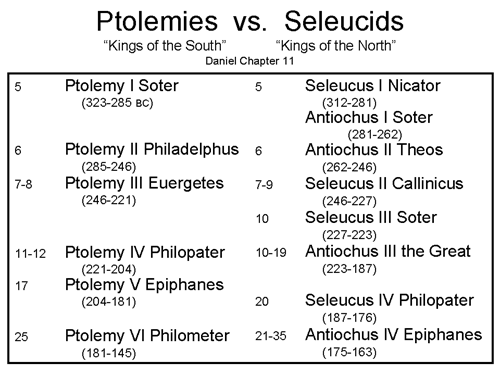 Ptolemies vs. Seleucids
"Kings of the South" "Kings of the North"
Daniel Chapter 11
5 Ptolemy I Soter 5 Seleucus I Nicator
(323-285 BC) (312-281)
Antiochus I Soter
(281-262)
6 Ptolemy II Philadelphus 6 Antiochus II Theos
(285-246) (262-246)
7-8 Ptolemy III Euergetes 7-9 Seleucus II Callinicus
(246-221) (246-227)
10 Seleucus III Soter
(227-223)
11-12 Ptolemy IV Philopater 10-19 Antiochus III the Great
(221-204) (223-187)
17 Ptolemy V Epiphanes
(204-181)
20 Seleucus IV Philopater
(187-176)
25 Ptolemy VI Philometer 21-35 Antiochus IV Epiphanes
(181-145) (175-163)